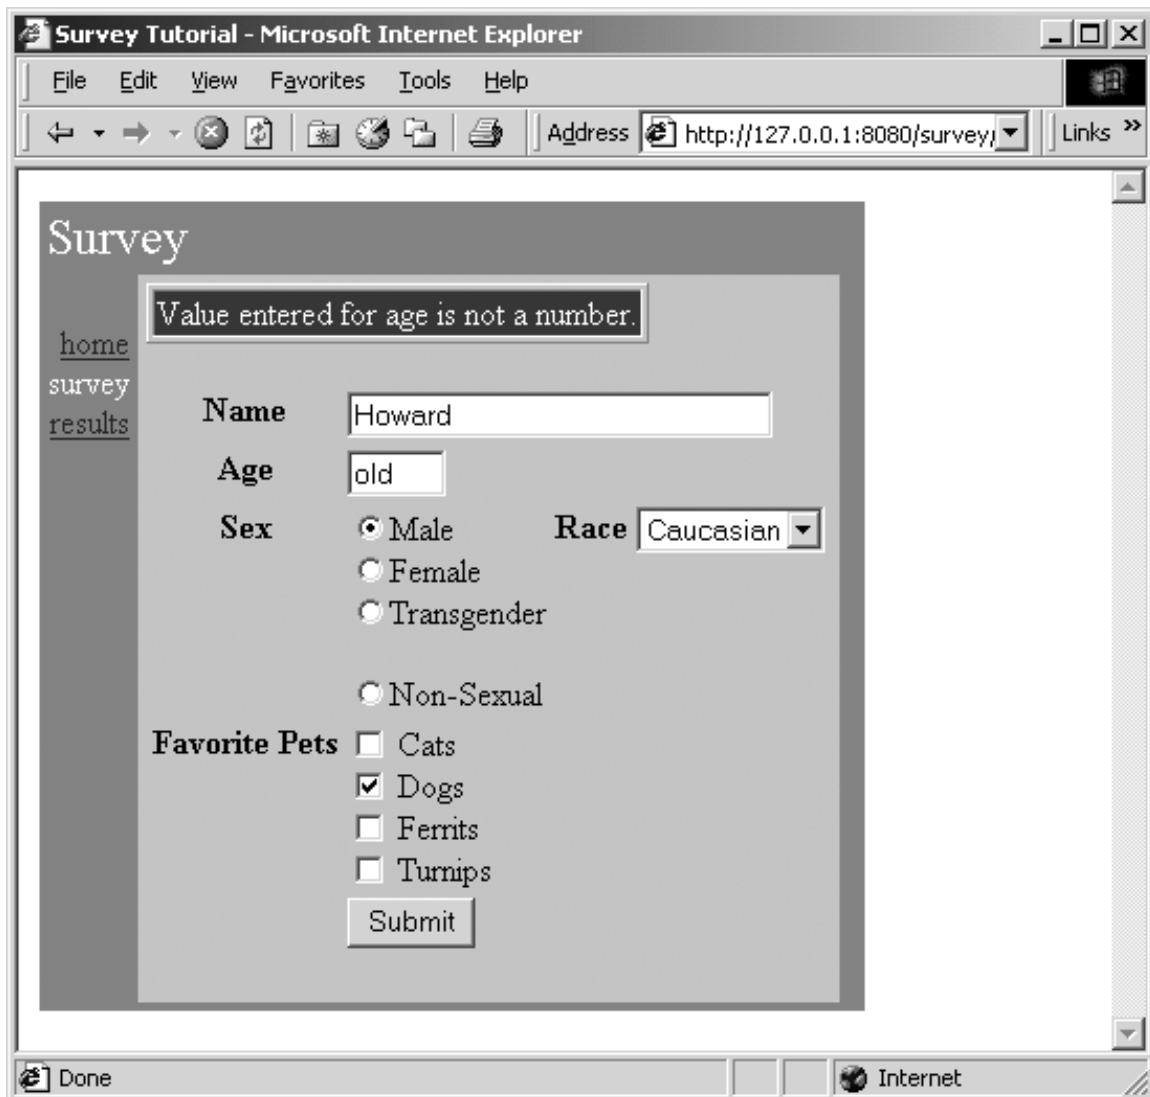 Survey Tutorial - Microsoft Internet Explorer
File Edit View Favorites Tools Help
Address http://127.0.0.1:8080/survey/ Links »
Survey
Value entered for age is not a number.
home
survey
results
Name Howard
Age old
Sex Male Race Caucasian
Female
Transgender
Non-Sexual
Favorite Pets Cats
Dogs
Ferrits
Turnips
Submit
Done Internet